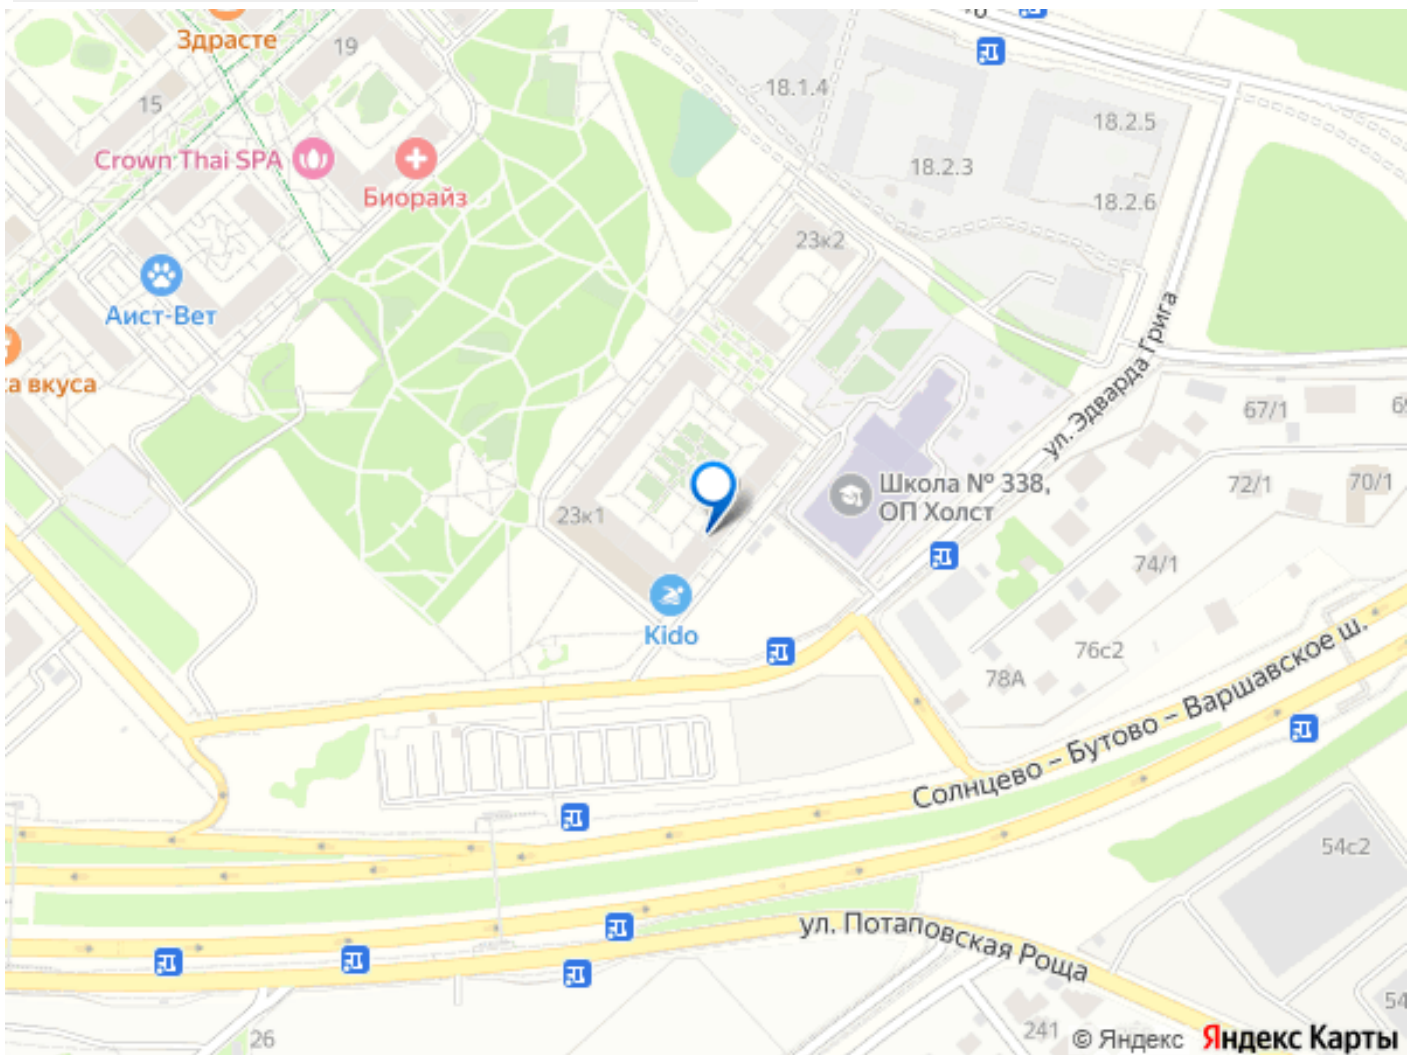 Здрасте
19
15
Crown Thai SPA
Биорайз
Аист-Вет
а вкуса
18.1.4
18.2.5
18.2.3
18.2.6
23к2
ул. Эдварда Грига
67/1
72/1
70/1
Школа № 338,
ОП Холст
23к1
74/1
Kido
76с2
78А
Солнцево – Бутово – Варшавское ш.
54с2
ул. Потаповская Роща
26
241
54
© Яндекс Яндекс Карты